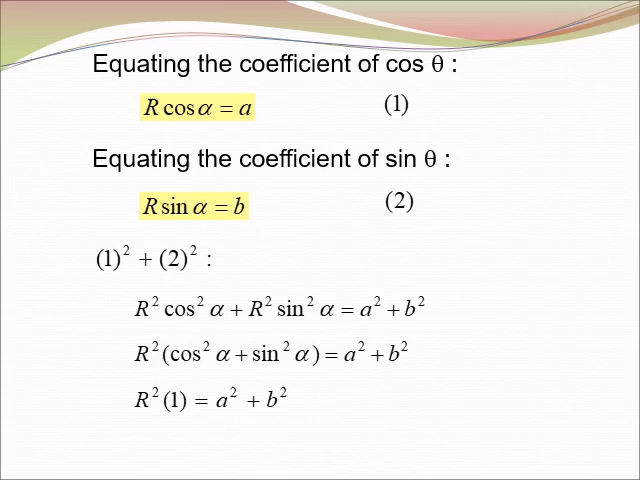 Equating the coefficient of cos θ :
R cos α = a (1)
Equating the coefficient of sin θ :
R sin α = b (2)
(1)² + (2)² :
R² cos² α + R² sin² α = a² + b²
R² (cos² α + sin² α) = a² + b²
R² (1) = a² + b²